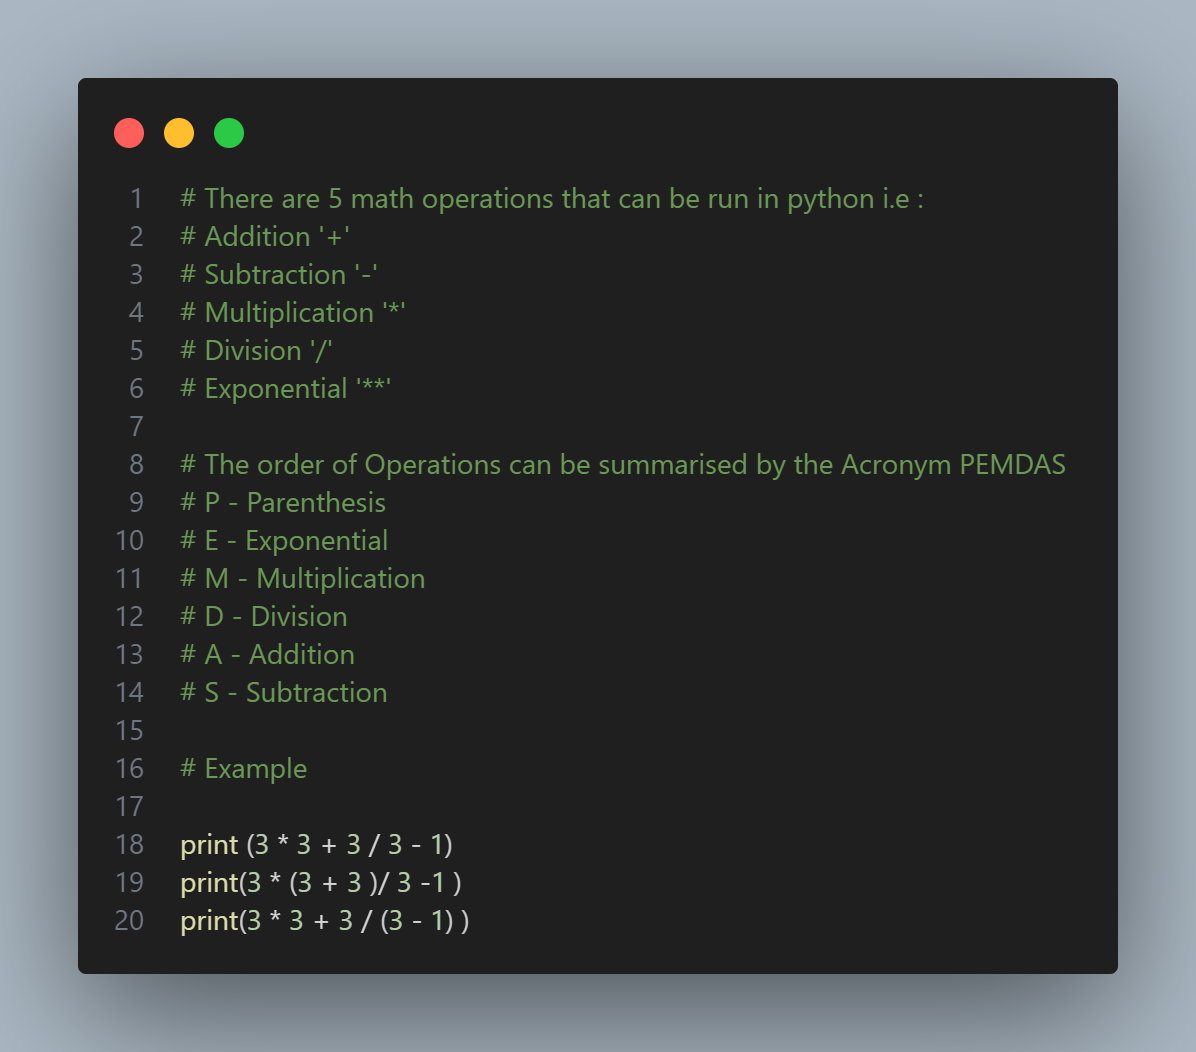 1 # There are 5 math operations that can be run in python i.e :
2 # Addition '+'
3 # Subtraction '-'
4 # Multiplication '*'
5 # Division '/'
6 # Exponential '**'
7
8 # The order of Operations can be summarised by the Acronym PEMDAS
9 # P - Parenthesis
10 # E - Exponential
11 # M - Multiplication
12 # D - Division
13 # A - Addition
14 # S - Subtraction
15
16 # Example
17
18 print (3 * 3 + 3 / 3 - 1)
19 print(3 * (3 + 3 )/ 3 -1 )
20 print(3 * 3 + 3 / (3 - 1) )